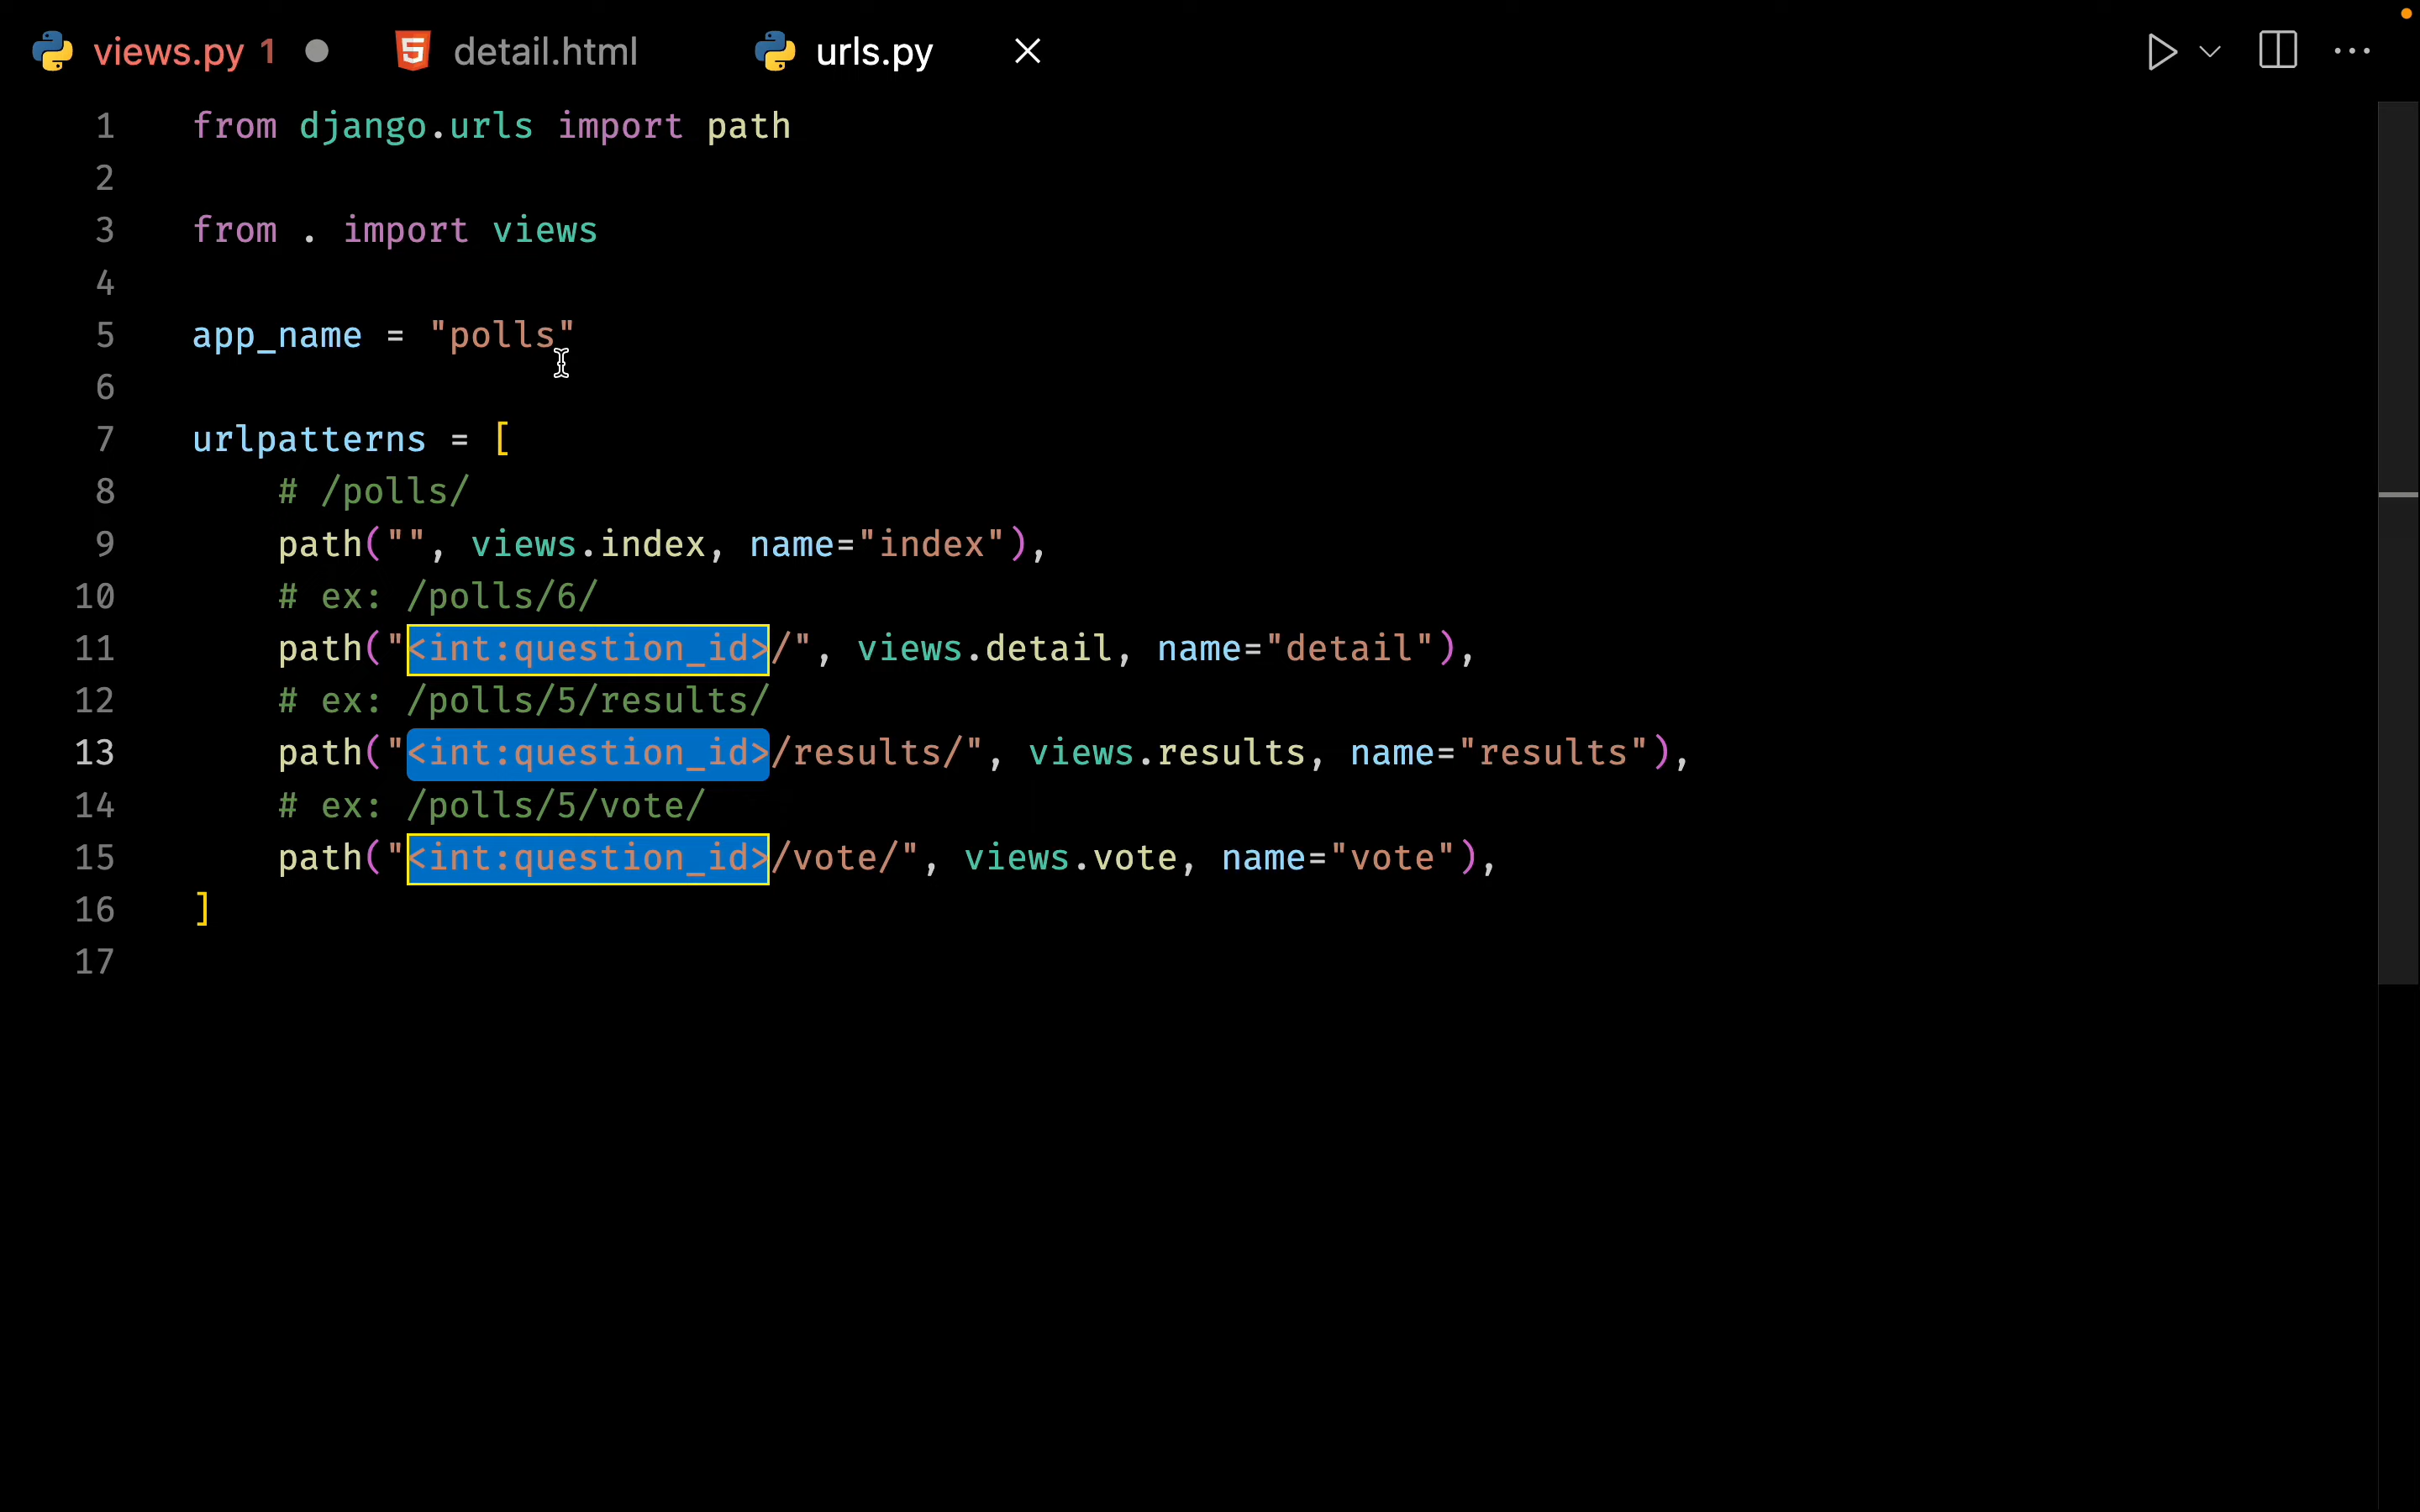 views.py 1 detail.html urls.py
1 from django.urls import path
2
3 from . import views
4
5 app_name = "polls"
6
7 urlpatterns = [
8 # /polls/
9 path("", views.index, name="index"),
10 # ex: /polls/6/
11 path("<int:question_id>/", views.detail, name="detail"),
12 # ex: /polls/5/results/
13 path("<int:question_id>/results/", views.results, name="results"),
14 # ex: /polls/5/vote/
15 path("<int:question_id>/vote/", views.vote, name="vote"),
16 ]
17